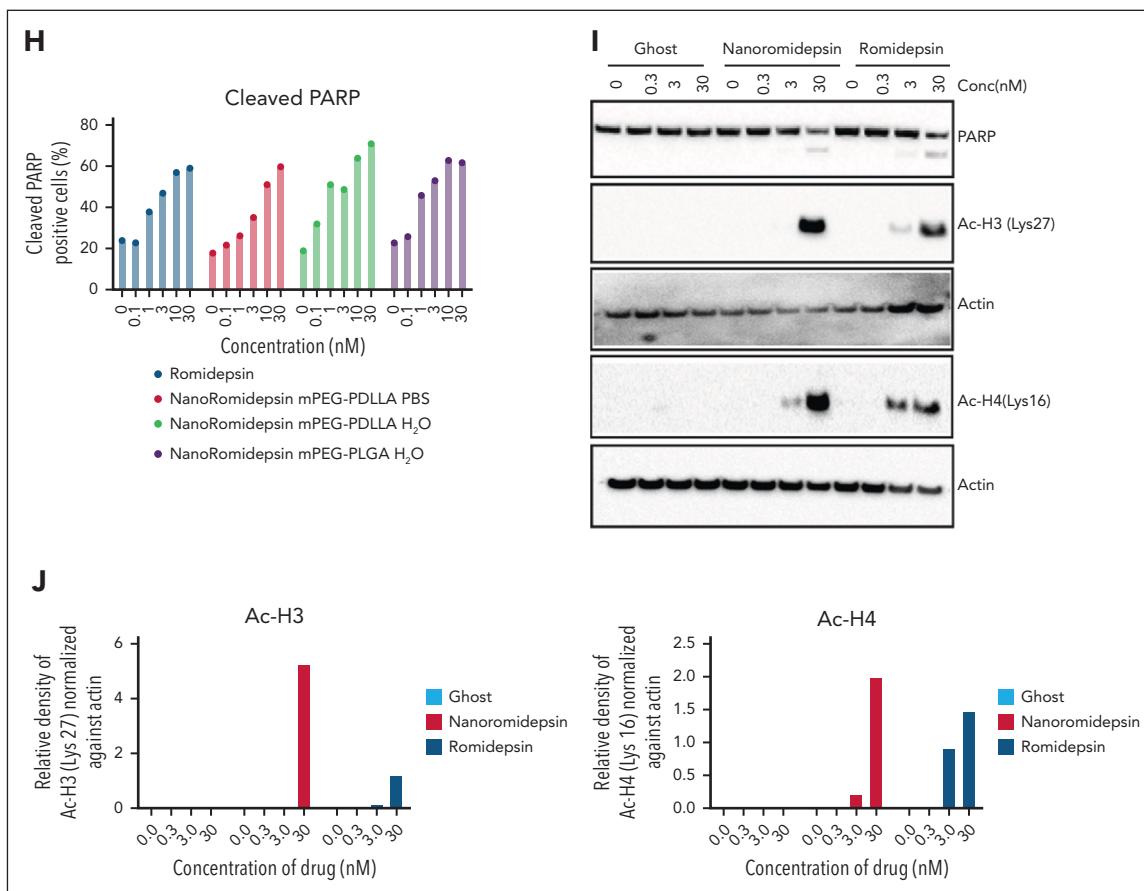 H
Cleaved PARP
Cleaved PARP
positive cells (%)
80
60
40
20
0
0 0.1 1 3 10 30 0 0.1 1 3 10 30 0 0.1 1 3 10 30 0 0.1 1 3 10 30
Concentration (nM)
Romidepsin
NanoRomidepsin mPEG-PDLLA PBS
NanoRomidepsin mPEG-PDLLA H₂O
NanoRomidepsin mPEG-PLGA H₂O
I
Ghost Nanoromidepsin Romidepsin
0 0.3 3 30 0 0.3 3 30 0 0.3 3 30 Conc(nM)
PARP
Ac-H3 (Lys27)
Actin
Ac-H4(Lys16)
Actin
J
Ac-H3
Relative density of
Ac-H3 (Lys 27) normalized
against actin
6
4
2
0
0.0 0.3 3.0 30 0.0 0.3 3.0 30 0.0 0.3 3.0 30
Concentration of drug (nM)
Ghost
Nanoromidepsin
Romidepsin
Ac-H4
Relative density of
Ac-H4 (Lys 16) normalized
against actin
2.5
2.0
1.5
1.0
0.5
0.0
0.0 0.3 3.0 30 0.0 0.3 3.0 30 0.0 0.3 3.0 30
Concentration of drug (nM)
Ghost
Nanoromidepsin
Romidepsin